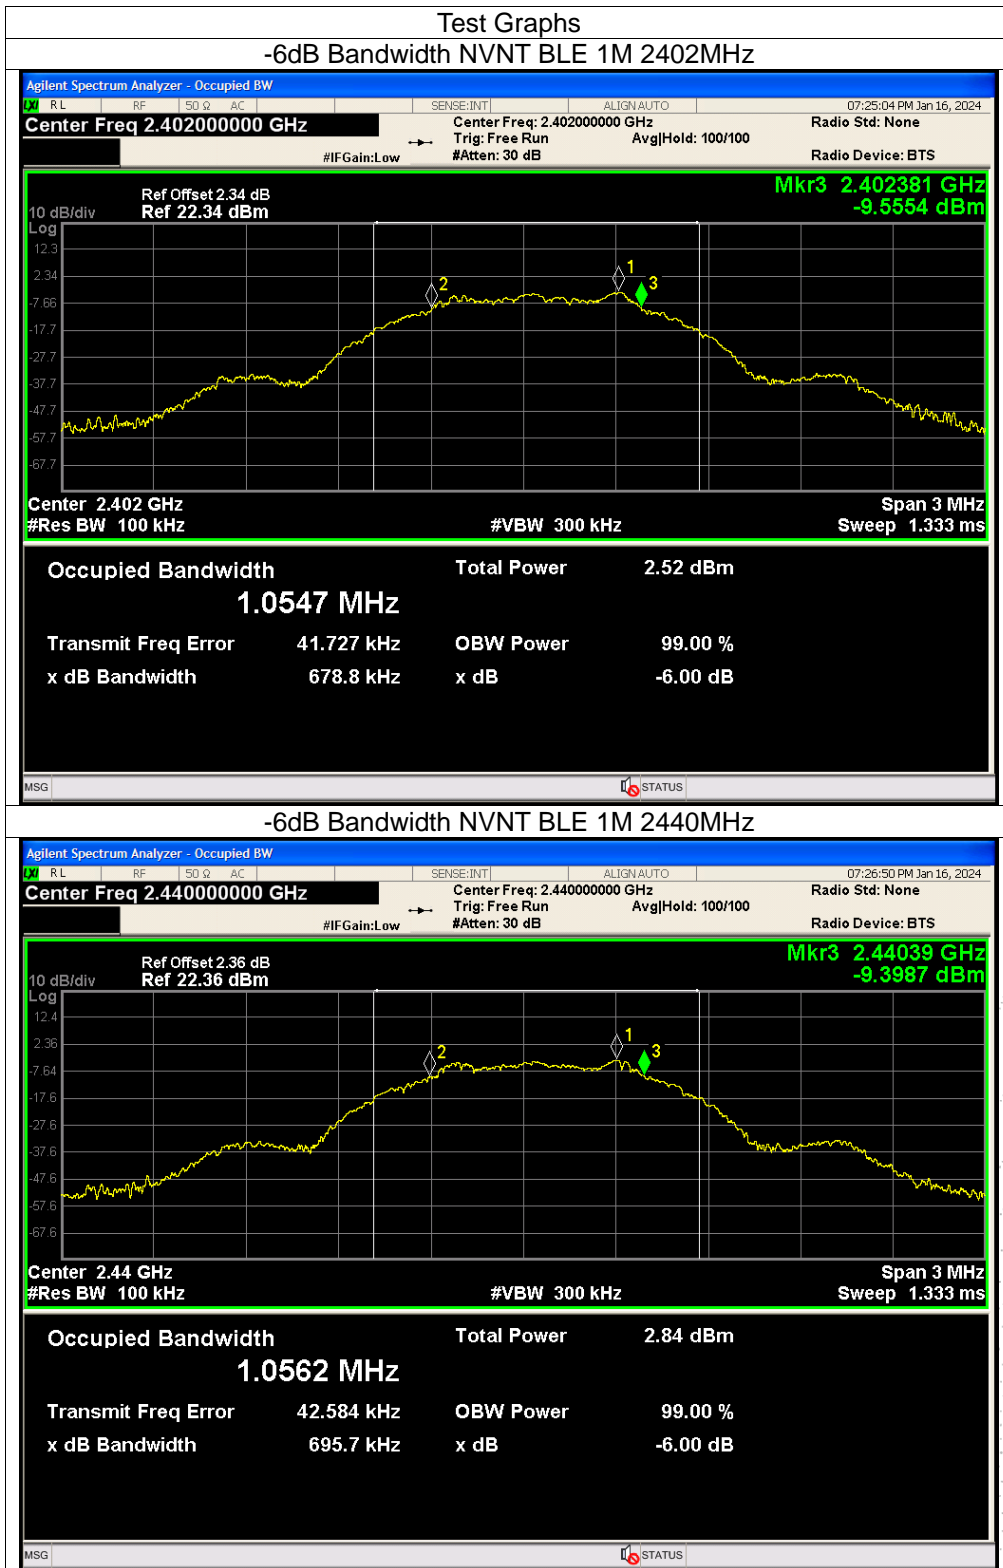 Test Graphs
-6dB Bandwidth NVNT BLE 1M 2402MHz
Agilent Spectrum Analyzer - Occupied BW
LXI RL RF 50 Ω AC SENSE:INT ALIGN AUTO 07:25:04 PM Jan 16, 2024
Center Freq 2.402000000 GHz Center Freq: 2.402000000 GHz Radio Std: None
Trig: Free Run Avg|Hold: 100/100
#IFGain:Low #Atten: 30 dB Radio Device: BTS
Mkr3 2.402381 GHz
-9.5554 dBm
Ref Offset 2.34 dB
10 dB/div Ref 22.34 dBm
Log
12.3
2.34
-7.66
-17.7
-27.7
-37.7
-47.7
-57.7
-67.7
1
2
3
Center 2.402 GHz Span 3 MHz
#Res BW 100 kHz #VBW 300 kHz Sweep 1.333 ms
Occupied Bandwidth Total Power 2.52 dBm
1.0547 MHz
Transmit Freq Error 41.727 kHz OBW Power 99.00 %
x dB Bandwidth 678.8 kHz x dB -6.00 dB
MSG STATUS
-6dB Bandwidth NVNT BLE 1M 2440MHz
Agilent Spectrum Analyzer - Occupied BW
LXI RL RF 50 Ω AC SENSE:INT ALIGN AUTO 07:26:50 PM Jan 16, 2024
Center Freq 2.440000000 GHz Center Freq: 2.440000000 GHz Radio Std: None
Trig: Free Run Avg|Hold: 100/100
#IFGain:Low #Atten: 30 dB Radio Device: BTS
Mkr3 2.44039 GHz
-9.3987 dBm
Ref Offset 2.36 dB
10 dB/div Ref 22.36 dBm
Log
12.4
2.36
-7.64
-17.6
-27.6
-37.6
-47.6
-57.6
-67.6
1
2
3
Center 2.44 GHz Span 3 MHz
#Res BW 100 kHz #VBW 300 kHz Sweep 1.333 ms
Occupied Bandwidth Total Power 2.84 dBm
1.0562 MHz
Transmit Freq Error 42.584 kHz OBW Power 99.00 %
x dB Bandwidth 695.7 kHz x dB -6.00 dB
MSG STATUS